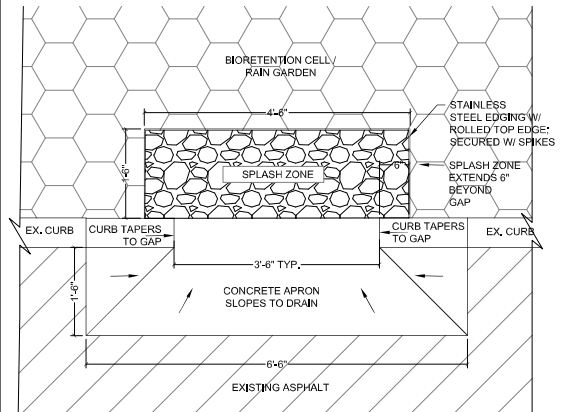 BIORETENTION CELL/
RAIN GARDEN
4'-6"
STAINLESS
STEEL EDGING W/
ROLLED TOP EDGE;
SECURED W/ SPIKES
1'-6"
SPLASH ZONE
6"
SPLASH ZONE
EXTENDS 6"
BEYOND
GAP
EX. CURB
CURB TAPERS
TO GAP
CURB TAPERS
TO GAP
EX. CURB
3'-6" TYP.
1'-6"
CONCRETE APRON
SLOPES TO DRAIN
6'-6"
EXISTING ASPHALT